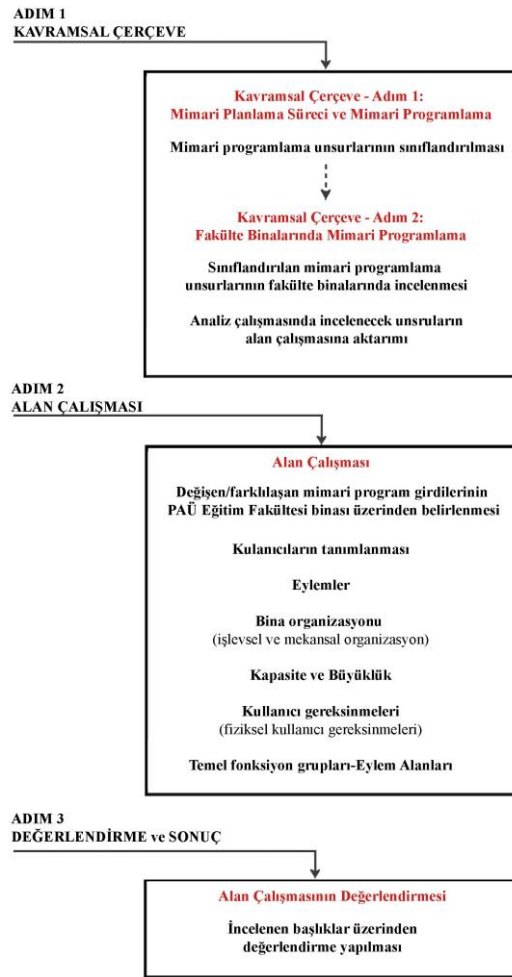 ADIM 1
KAVRAMSAL ÇERÇEVE
Kavramsal Çerçeve - Adım 1:
Mimari Planlama Süreci ve Mimari Programlama
Mimari programlama unsurlarının sınıflandırılması
Kavramsal Çerçeve - Adım 2:
Fakülte Binalarında Mimari Programlama
Sınıflandırılan mimari programlama
unsurlarının fakülte binalarında incelenmesi
Analiz çalışmasında incelenecek unsruların
alan çalışmasına aktarımı
ADIM 2
ALAN ÇALIŞMASI
Alan Çalışması
Değişen/farklılaşan mimari program girdilerinin
PAÜ Eğitim Fakültesi binası üzerinden belirlenmesi
Kulanıcıların tanımlanması
Eylemler
Bina organizasyonu
(işlevsel ve mekansal organizasyon)
Kapasite ve Büyüklük
Kullanıcı gereksinmeleri
(fiziksel kullanıcı gereksinmeleri)
Temel fonksiyon grupları-Eylem Alanları
ADIM 3
DEĞERLENDİRME ve SONUÇ
Alan Çalışmasının Değerlendirmesi
İncelenen başlıklar üzerinden
değerlendirme yapılması